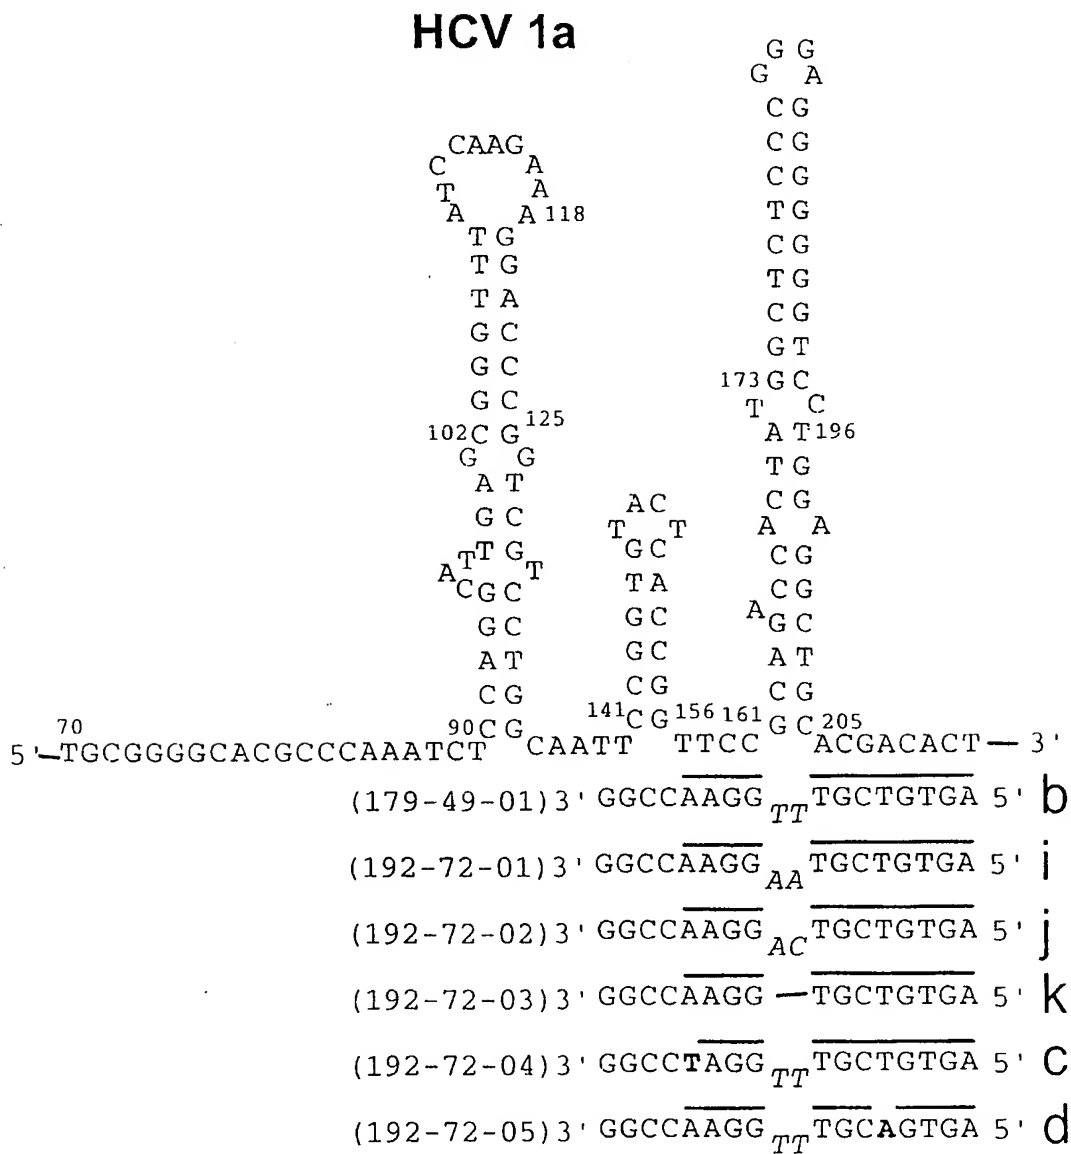 HCV 1a
G G
G A
C G
C G
CCAAG
C G
A
T
A
T G
A
A 118
C G
T G
T G
T G
C G
T A
G T
G C
G C
173 G C
G C
T C
102 C G 125
A T 196
G G
T G
A T
A C
C G
G C
T T
A A
T G
G C
C G
A T T
C G C
T A
C G
G C
G C
A G C
A T
G C
A T
C G
C G
C G
70
90 C G
141 C G 156
161 G C 205
5'—TGCGGGGCACGCCCAAATCT CAATT TTCC ACGACACT—3'
(179-49-01)3' GGCCAAGG TT TGCTGTGA 5' b
(192-72-01)3' GGCCAAGG AA TGCTGTGA 5' i
(192-72-02)3' GGCCAAGG AC TGCTGTGA 5' j
(192-72-03)3' GGCCAAGG — TGCTGTGA 5' k
(192-72-04)3' GGCCTAGG TT TGCTGTGA 5' c
(192-72-05)3' GGCCAAGG TT TGCAGTGA 5' d